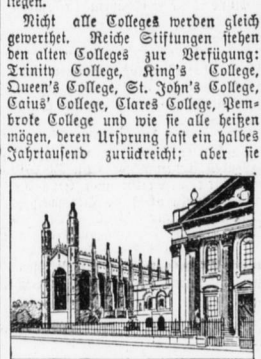 liegen.
Nicht alle Colleges werden gleich
gewerthet. Reiche Stiftungen stehen
den alten Colleges zur Verfügung:
Trinity College, King's College,
Queen's College, St. John's College,
Caius' College, Clares College, Pem-
broke College und wie sie alle heißen
mögen, deren Ursprung fast ein halbes
Jahrtausend zurückreicht; aber sie